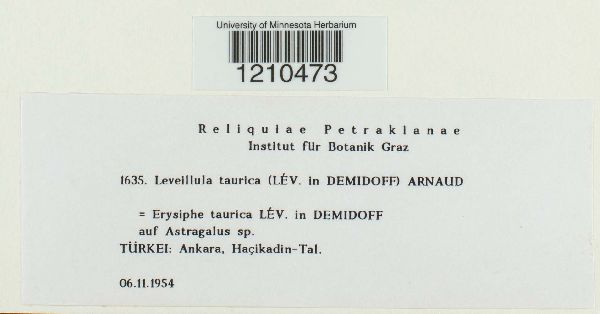 University of Minnesota Herbarium
1210473
Reliquiae Petrakianae
Institut für Botanik Graz
1635. Leveillula taurica (LÉV. in DEMIDOFF) ARNAUD
= Erysiphe taurica LÉV. in DEMIDOFF
auf Astragalus sp.
TÜRKEI: Ankara, Haçikadin-Tal.
06.11.1954